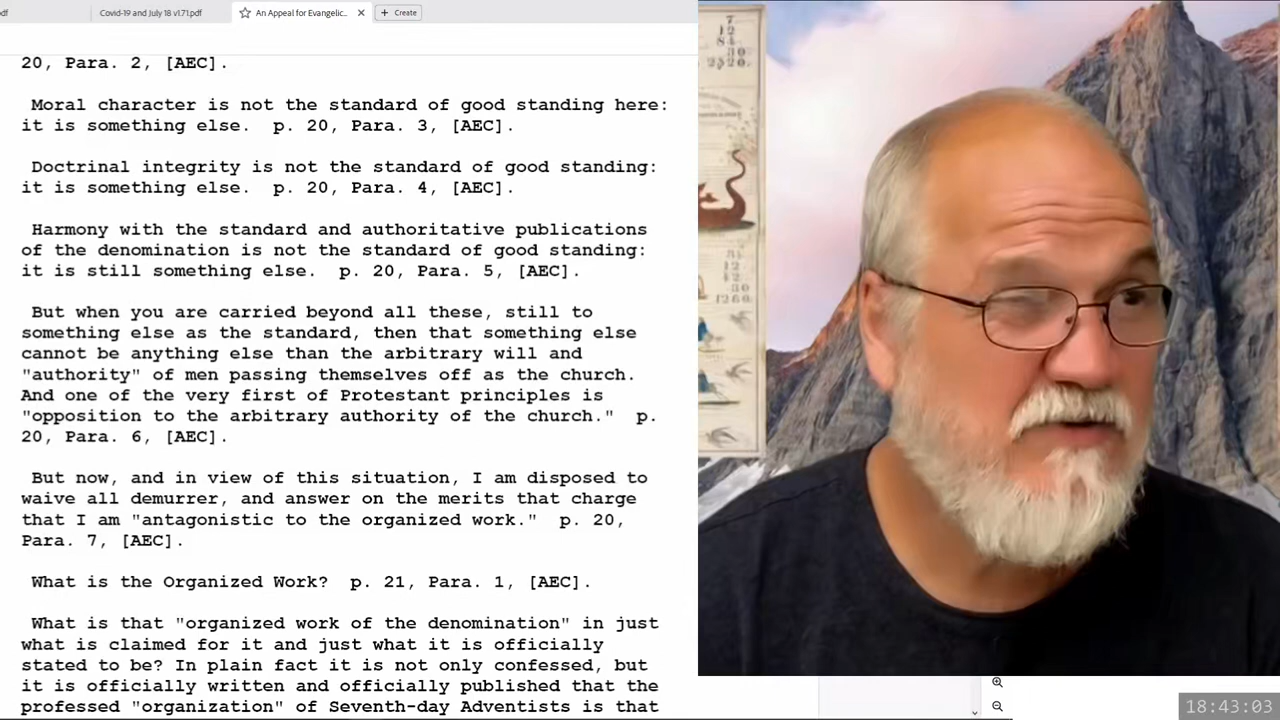 df
Covid-19 and July 18 v1.71.pdf
An Appeal for Evangelic...
Create
20, Para. 2, [AEC].
Moral character is not the standard of good standing here:
it is something else.  p. 20, Para. 3, [AEC].
Doctrinal integrity is not the standard of good standing:
it is something else.  p. 20, Para. 4, [AEC].
Harmony with the standard and authoritative publications
of the denomination is not the standard of good standing:
it is still something else.  p. 20, Para. 5, [AEC].
But when you are carried beyond all these, still to
something else as the standard, then that something else
cannot be anything else than the arbitrary will and
"authority" of men passing themselves off as the church.
And one of the very first of Protestant principles is
"opposition to the arbitrary authority of the church."  p.
20, Para. 6, [AEC].
But now, and in view of this situation, I am disposed to
waive all demurrer, and answer on the merits that charge
that I am "antagonistic to the organized work."  p. 20,
Para. 7, [AEC].
What is the Organized Work?  p. 21, Para. 1, [AEC].
What is that "organized work of the denomination" in just
what is claimed for it and just what it is officially
stated to be? In plain fact it is not only confessed, but
it is officially written and officially published that the
professed "organization" of Seventh-day Adventists is that
7
12
30
2520.
12
42
30
1260.
18:43:03